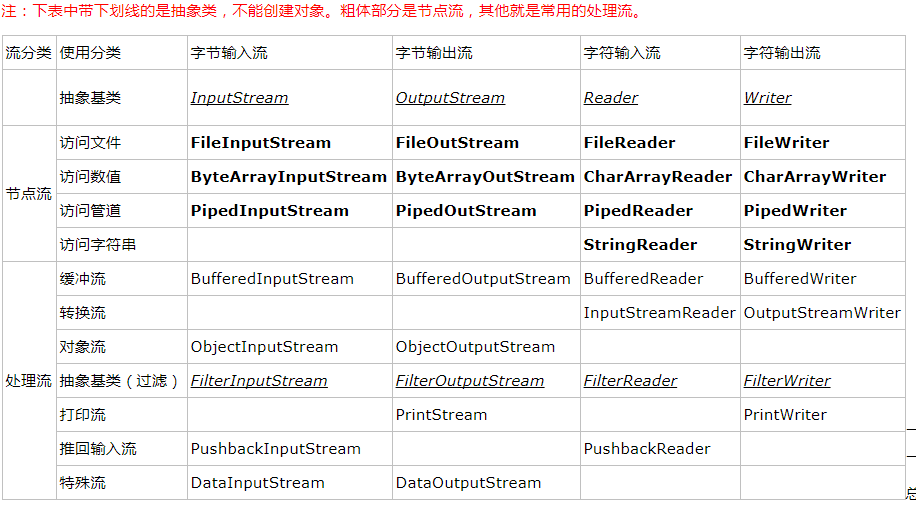 注：下表中带下划线的是抽象类，不能创建对象。粗体部分是节点流，其他就是常用的处理流。
流分类 使用分类 字节输入流 字节输出流 字符输入流 字符输出流
抽象基类 InputStream OutputStream Reader Writer
节点流
访问文件 FileInputStream FileOutStream FileReader FileWriter
访问数值 ByteArrayInputStream ByteArrayOutStream CharArrayReader CharArrayWriter
访问管道 PipedInputStream PipedOutStream PipedReader PipedWriter
访问字符串 StringReader StringWriter
处理流
缓冲流 BufferedInputStream BufferedOutputStream BufferedReader BufferedWriter
转换流 InputStreamReader OutputStreamWriter
对象流 ObjectInputStream ObjectOutputStream
抽象基类（过滤） FilterInputStream FilterOutputStream FilterReader FilterWriter
打印流 PrintStream PrintWriter
推回输入流 PushbackInputStream PushbackReader
特殊流 DataInputStream DataOutputStream